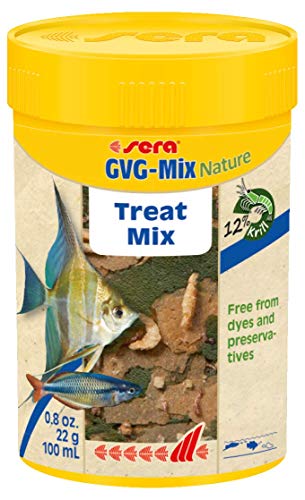 sera
sera
GVG-Mix Nature
Treat
Mix
12% Krill
Free from
dyes and
preserva-
tives
0.8 oz.
22 g
100 mL